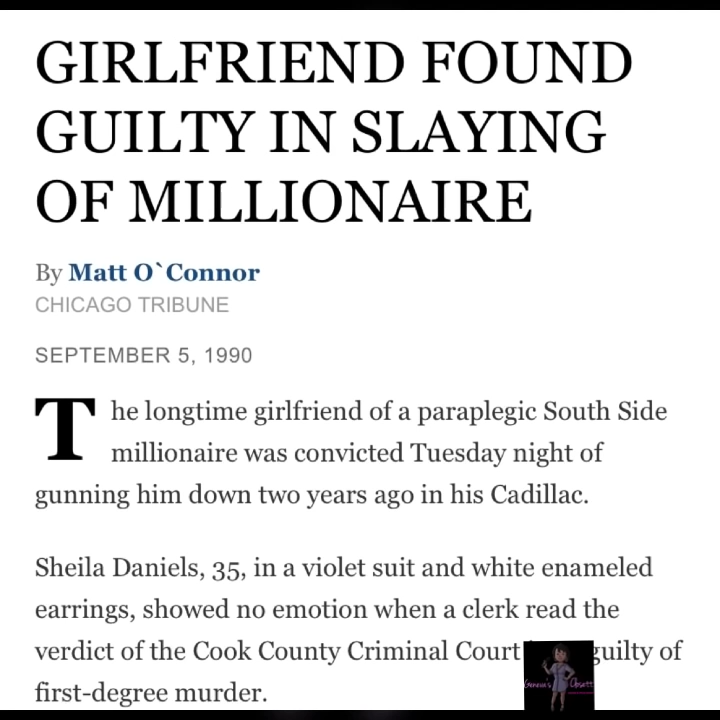 GIRLFRIEND FOUND
GUILTY IN SLAYING
OF MILLIONAIRE
By Matt O`Connor
CHICAGO TRIBUNE
SEPTEMBER 5, 1990
The longtime girlfriend of a paraplegic South Side
millionaire was convicted Tuesday night of
gunning him down two years ago in his Cadillac.
Sheila Daniels, 35, in a violet suit and white enameled
earrings, showed no emotion when a clerk read the
verdict of the Cook County Criminal Court guilty of
first-degree murder.